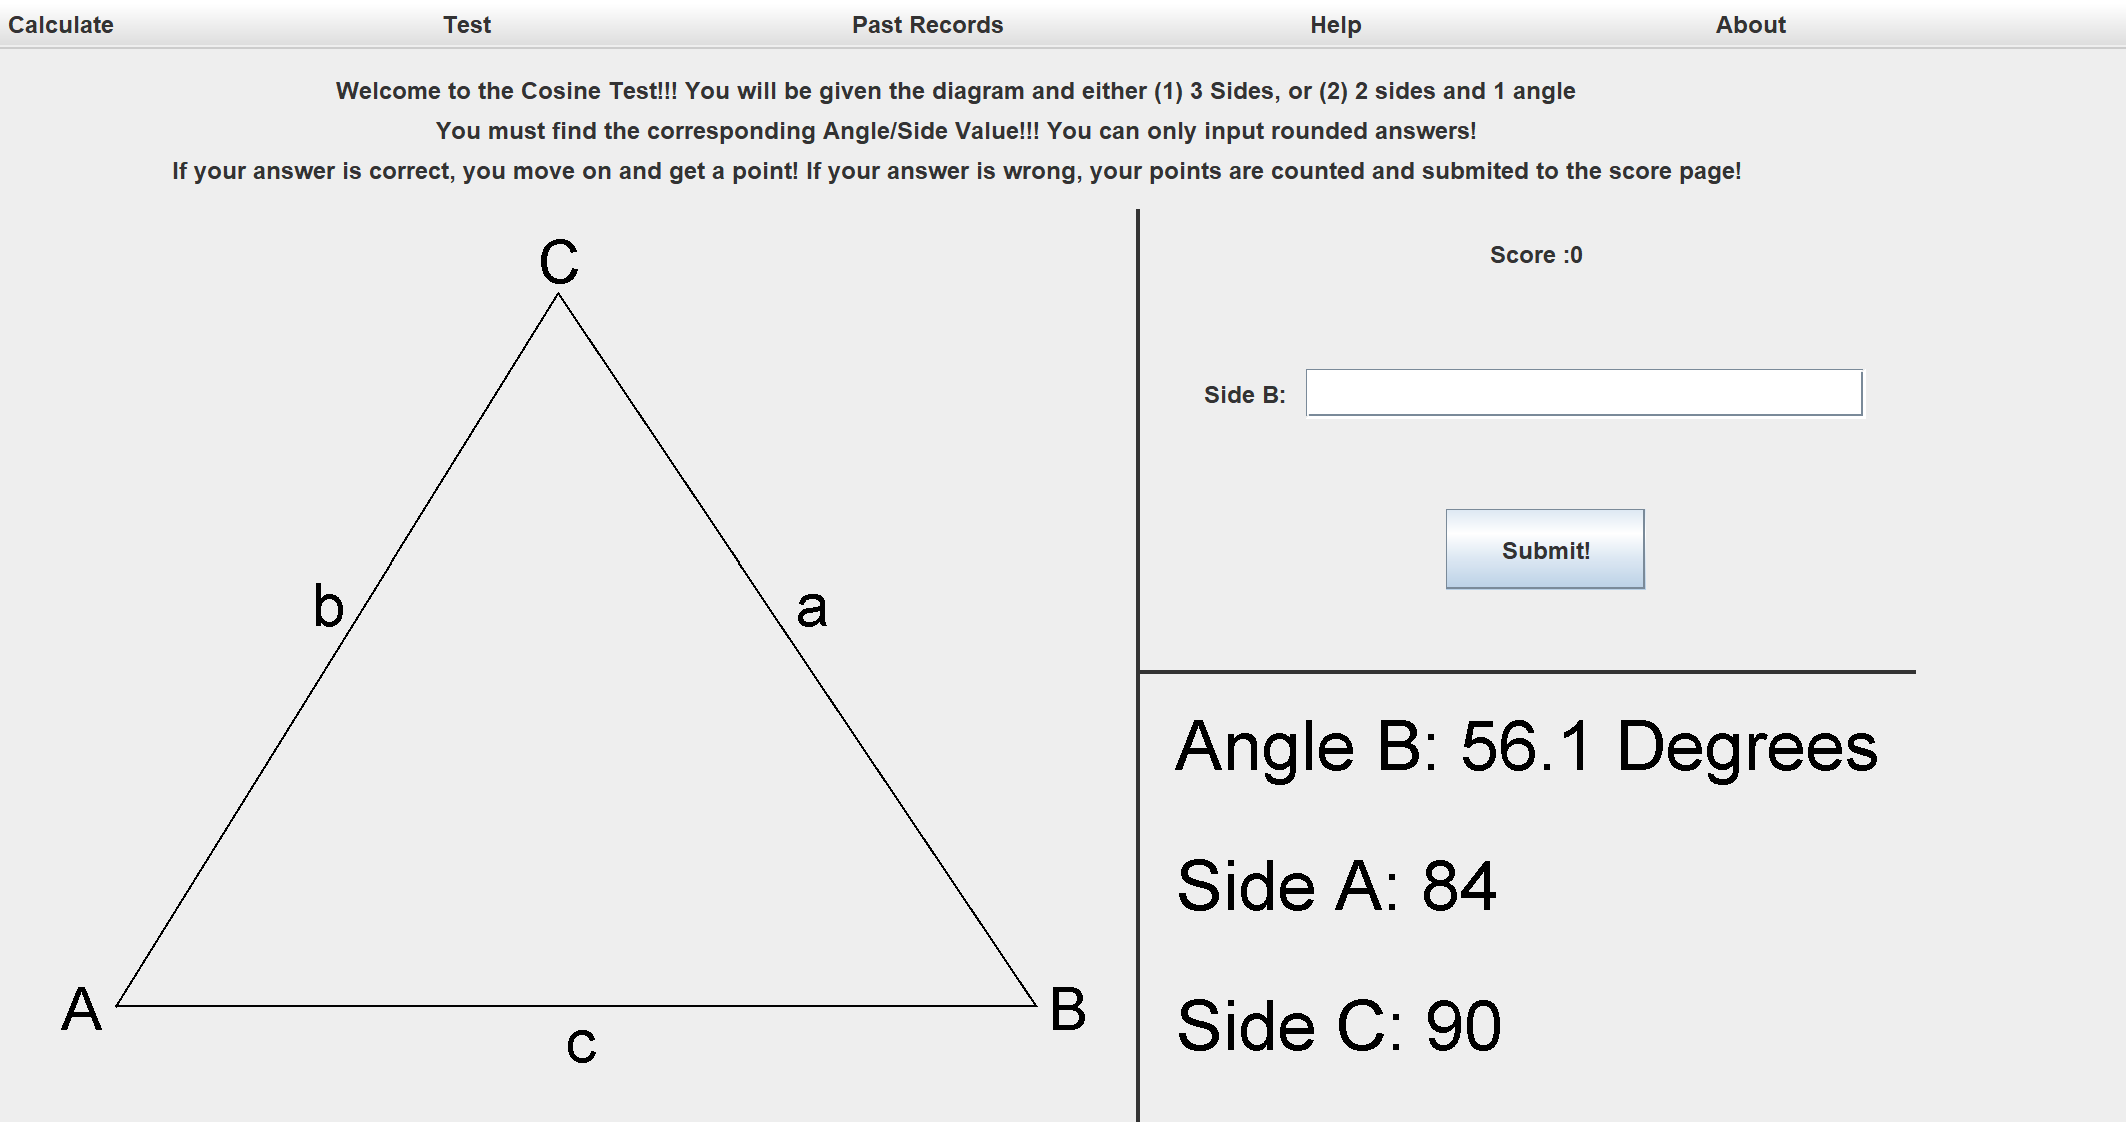 Calculate Test Past Records Help About
Welcome to the Cosine Test!!! You will be given the diagram and either (1) 3 Sides, or (2) 2 sides and 1 angle
You must find the corresponding Angle/Side Value!!! You can only input rounded answers!
If your answer is correct, you move on and get a point! If your answer is wrong, your points are counted and submited to the score page!
C
b
a
A
B
c
Score :0
Side B:
Submit!
Angle B: 56.1 Degrees
Side A: 84
Side C: 90